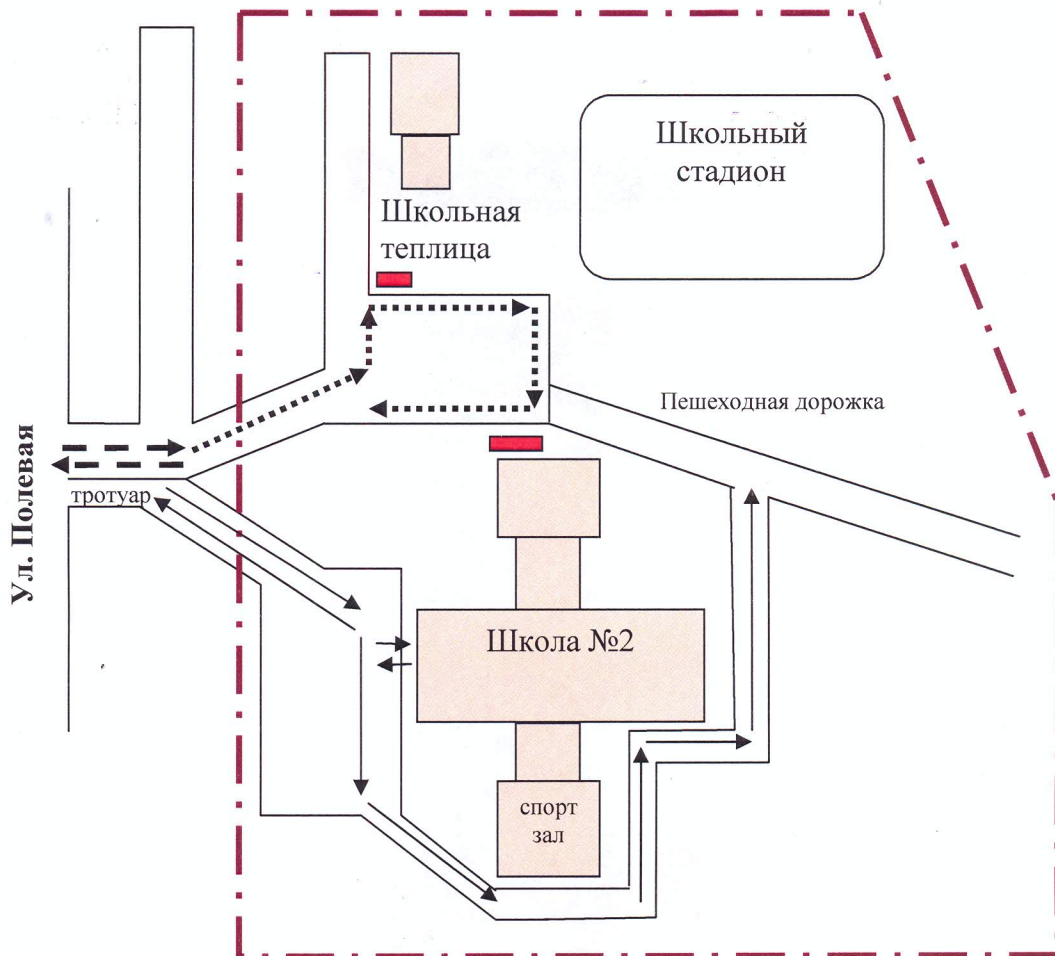 Школьный
стадион
Школьная
теплица
Пешеходная дорожка
Ул. Полевая
тротуар
Школа №2
спорт
зал